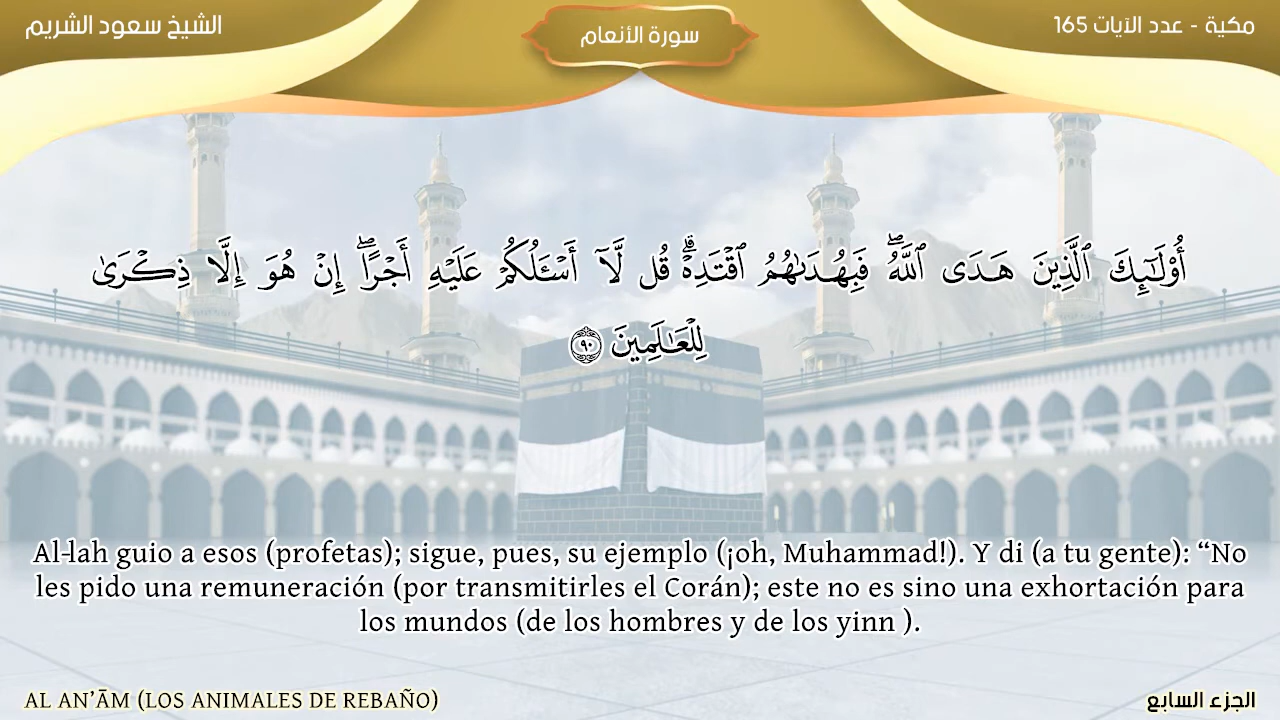 مكية - عدد الآيات 165
سورة الأنعام
الشيخ سعود الشريم
أُوْلَـٰٓئِكَ ٱلَّذِينَ هَدَى ٱللَّهُۖ فَبِهُدَىٰهُمُ ٱقْتَدِهْۗ قُل لَّآ أَسْـَٔلُكُمْ عَلَيْهِ أَجْرًاۖ إِنْ هُوَ إِلَّا ذِكْرَىٰ
لِلْعَـٰلَمِينَ ٩٠
Al-lah guio a esos (profetas); sigue, pues, su ejemplo (¡oh, Muhammad!). Y di (a tu gente): “No
les pido una remuneración (por transmitirles el Corán); este no es sino una exhortación para
los mundos (de los hombres y de los yinn ).
AL AN’ĀM (LOS ANIMALES DE REBAÑO)
الجزء السابع